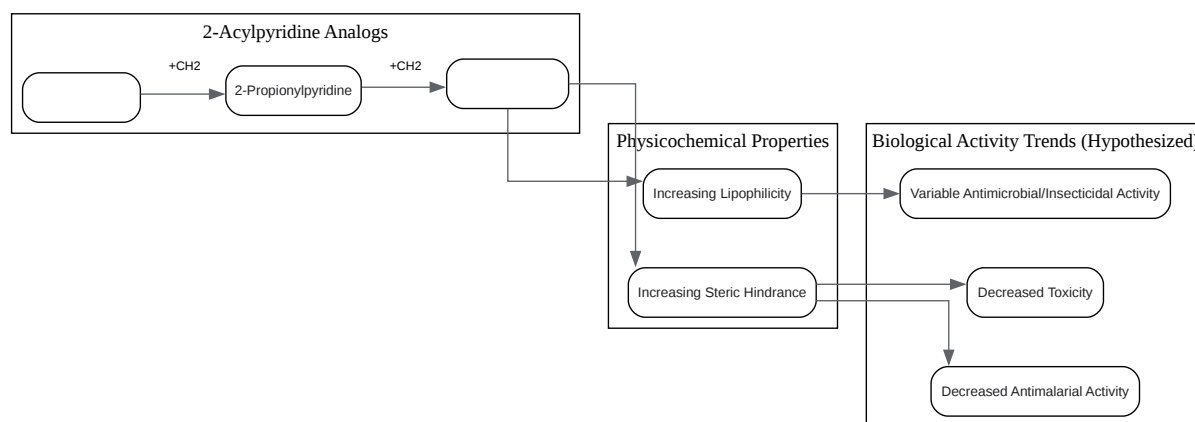 2-Acylpyridine Analogs
+CH2
2-Propionylpyridine
+CH2
Physicochemical Properties
Increasing Lipophilicity
Increasing Steric Hindrance
Biological Activity Trends (Hypothesized)
Variable Antimicrobial/Insecticidal Activity
Decreased Toxicity
Decreased Antimalarial Activity